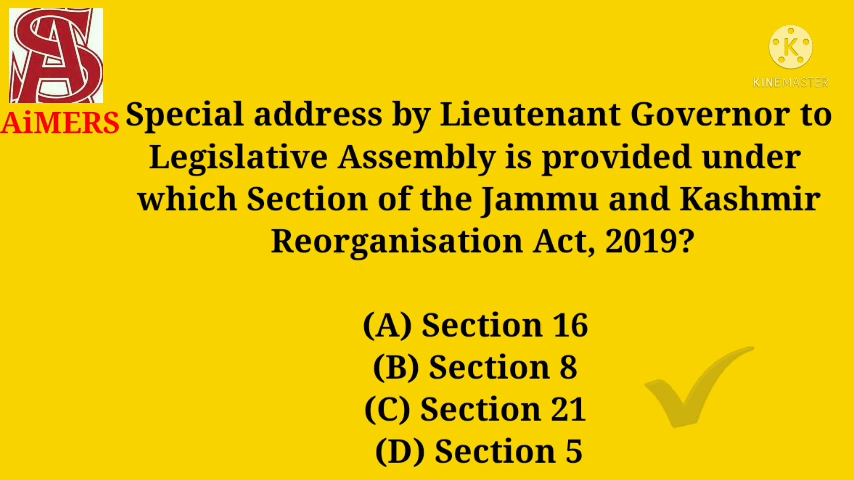 KINEMASTER
AiMERS
Special address by Lieutenant Governor to
Legislative Assembly is provided under
which Section of the Jammu and Kashmir
Reorganisation Act, 2019?
(A) Section 16
(B) Section 8
(C) Section 21
(D) Section 5